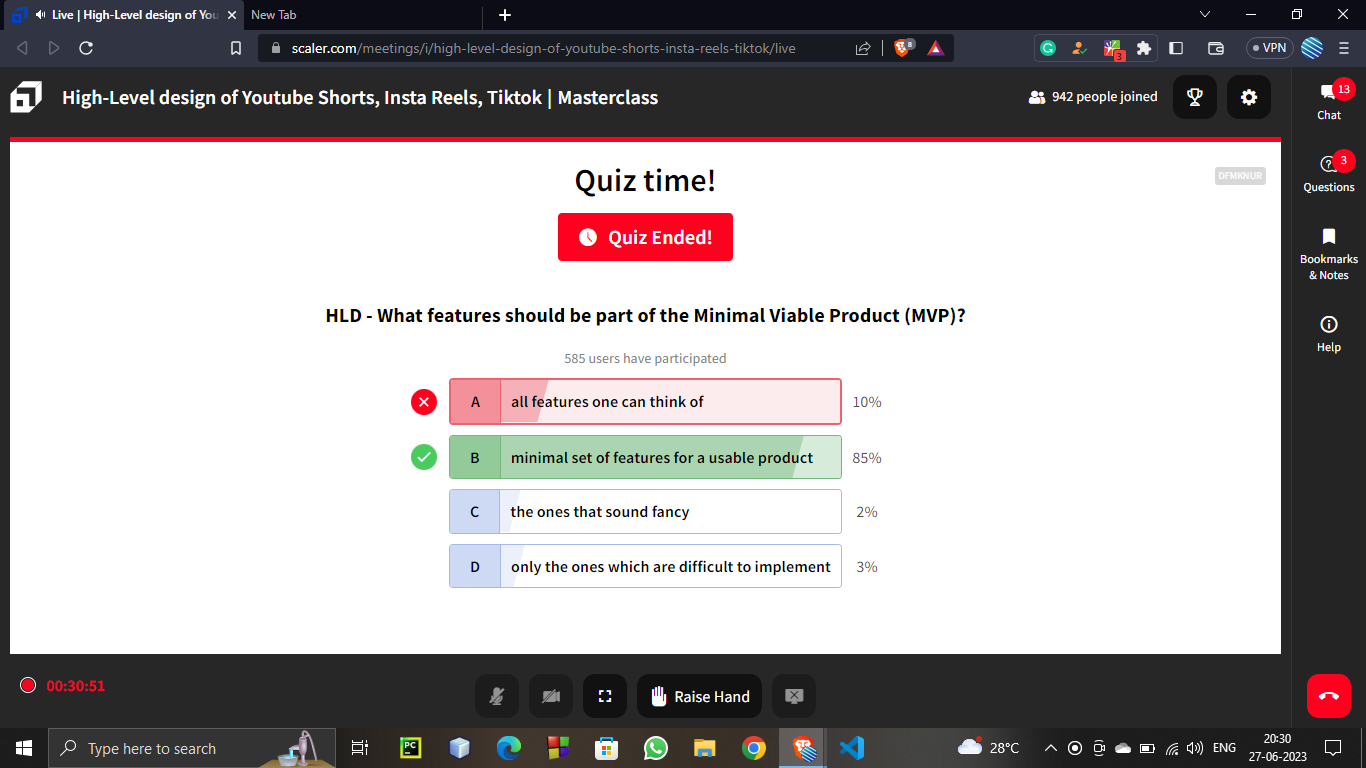 Live | High-Level design of You
New Tab
scaler.com/meetings/i/high-level-design-of-youtube-shorts-insta-reels-tiktok/live
8
3
VPN
High-Level design of Youtube Shorts, Insta Reels, Tiktok | Masterclass
942 people joined
13
Chat
3
Questions
Bookmarks
& Notes
Help
Quiz time!
DFMKNUR
Quiz Ended!
HLD - What features should be part of the Minimal Viable Product (MVP)?
585 users have participated
A all features one can think of 10%
B minimal set of features for a usable product 85%
C the ones that sound fancy 2%
D only the ones which are difficult to implement 3%
00:30:51
Raise Hand
Type here to search
PC
28°C
ENG
20:30
27-06-2023